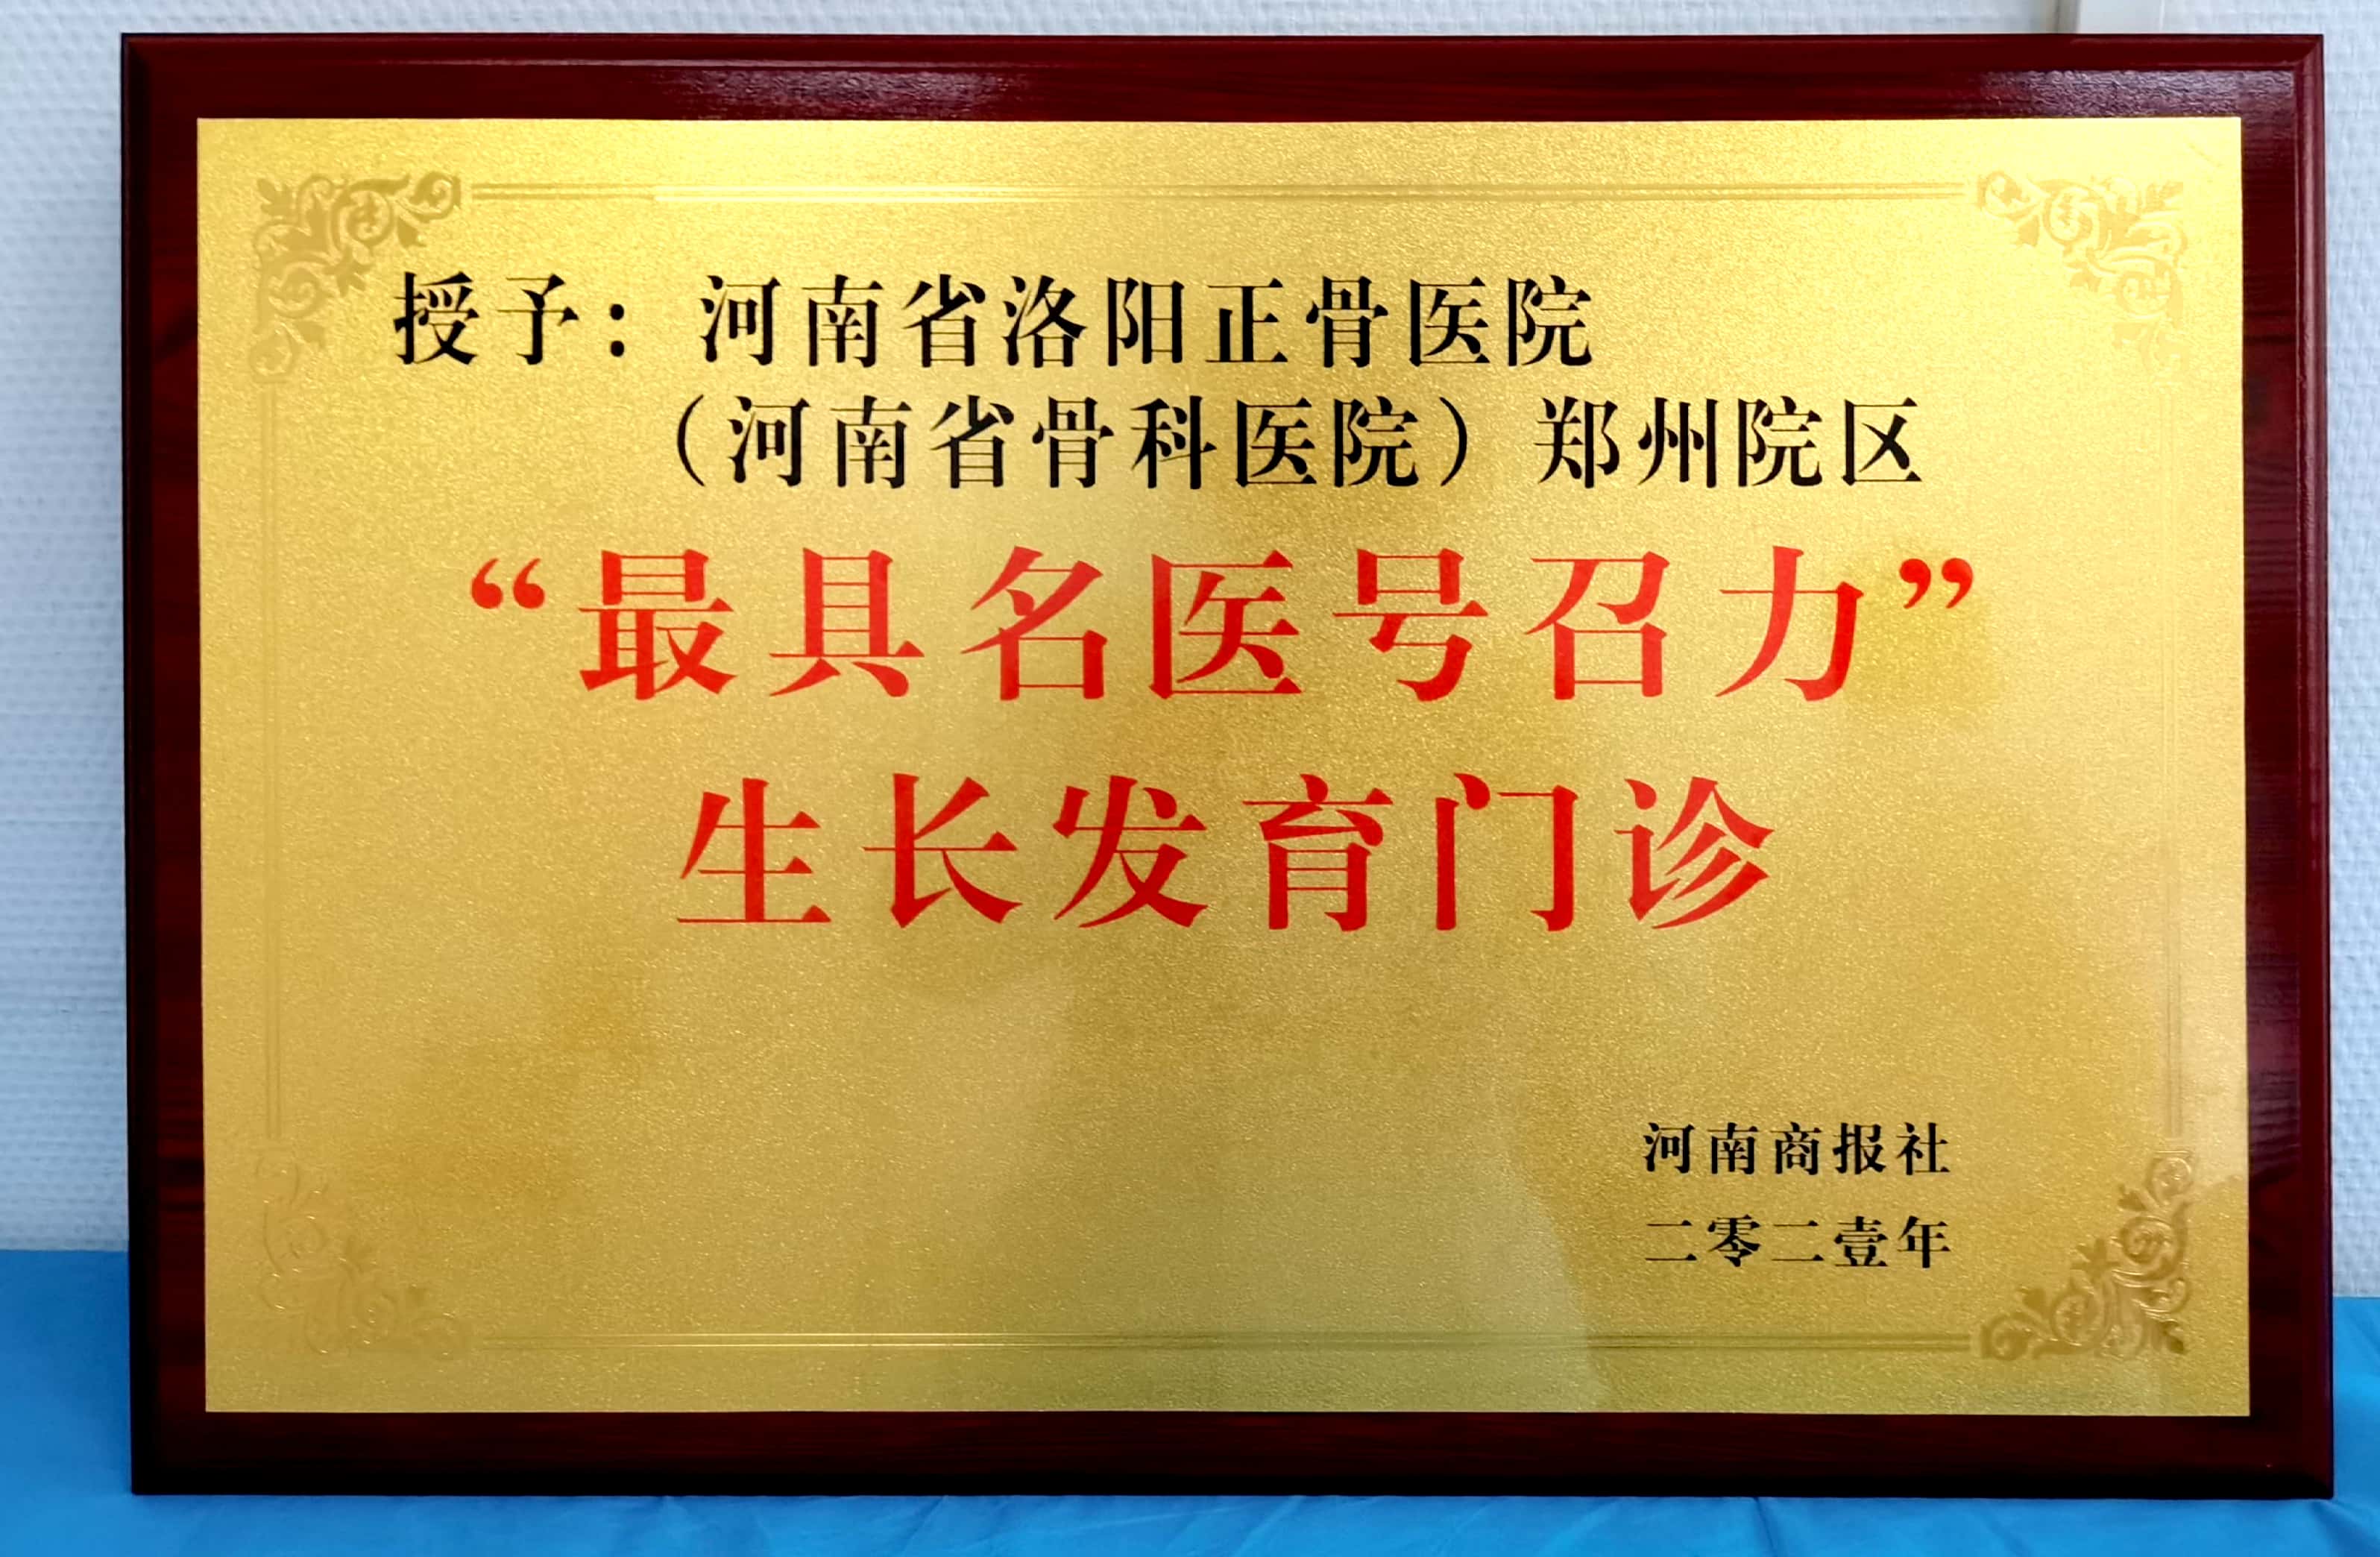 授予：河南省洛阳正骨医院
（河南省骨科医院）郑州院区
“最具名医号召力”
生长发育门诊
河南商报社
二零二壹年